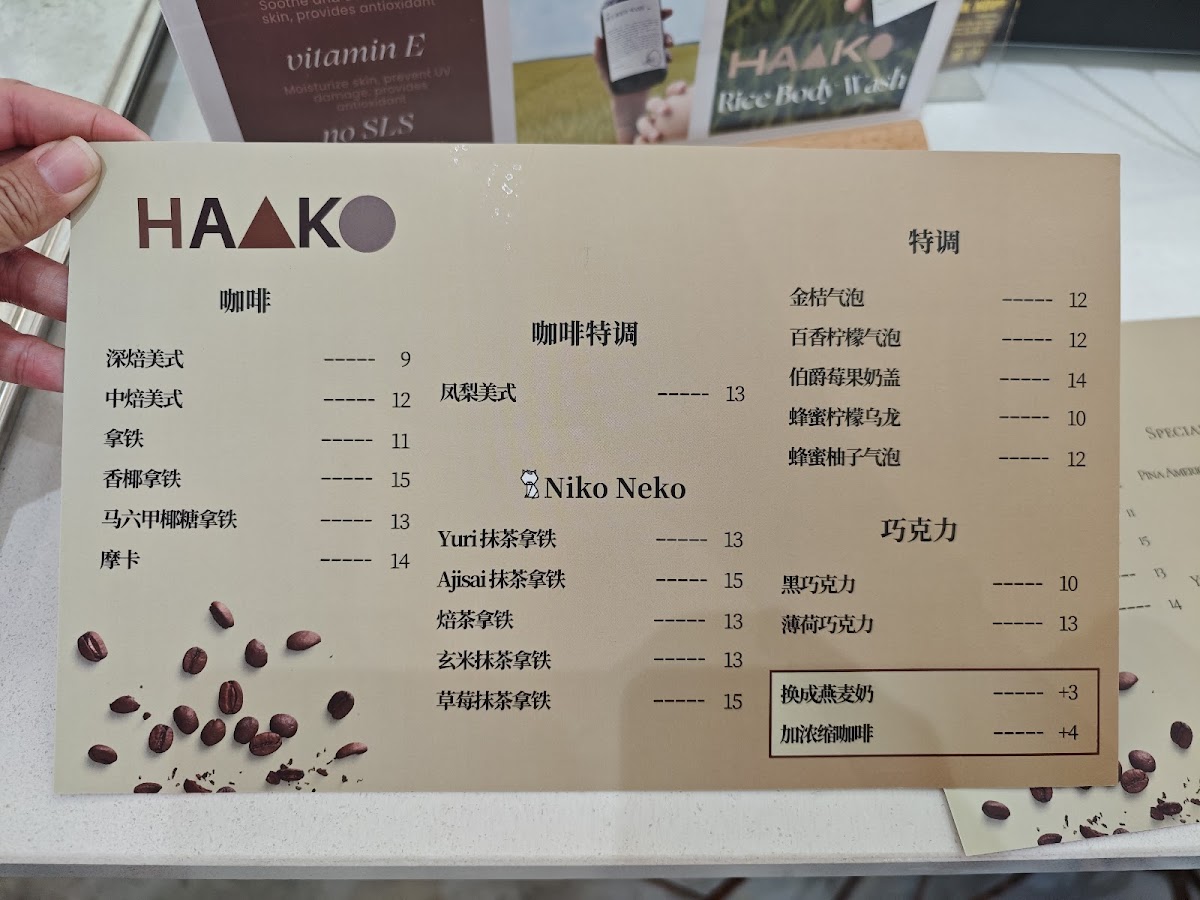 skin, provides antioxidant
vitamin E
Moisturize skin, prevent UV
damage, provides
antioxidant
no SLS
HAAKO
Rice Body Wash
HAAKO
咖啡
深焙美式 ----- 9
中焙美式 ----- 12
拿铁 ----- 11
香椰拿铁 ----- 15
马六甲椰糖拿铁 ----- 13
摩卡 ----- 14
咖啡特调
凤梨美式 ----- 13
Niko Neko
Yuri 抹茶拿铁 ----- 13
Ajisai 抹茶拿铁 ----- 15
焙茶拿铁 ----- 13
玄米抹茶拿铁 ----- 13
草莓抹茶拿铁 ----- 15
特调
金桔气泡 ----- 12
百香柠檬气泡 ----- 12
伯爵莓果奶盖 ----- 14
蜂蜜柠檬乌龙 ----- 10
蜂蜜柚子气泡 ----- 12
巧克力
黑巧克力 ----- 10
薄荷巧克力 ----- 13
换成燕麦奶 ----- +3
加浓缩咖啡 ----- +4
11
15
13
14